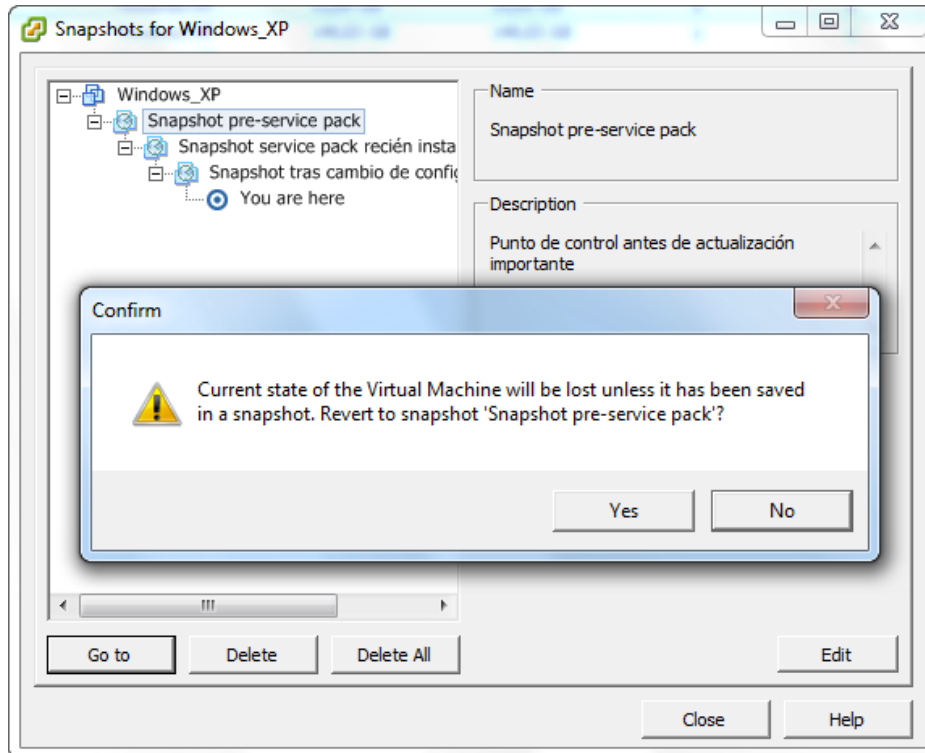 Snapshots for Windows_XP
Windows_XP
Snapshot pre-service pack
Snapshot service pack recién insta
Snapshot tras cambio de config
You are here
Name
Snapshot pre-service pack
Description
Punto de control antes de actualización
importante
Confirm
Current state of the Virtual Machine will be lost unless it has been saved
in a snapshot. Revert to snapshot 'Snapshot pre-service pack'?
Yes
No
Go to
Delete
Delete All
Edit
Close
Help